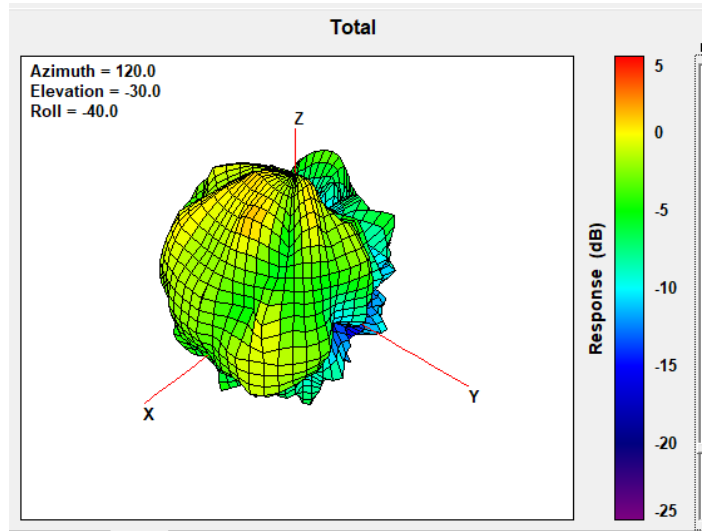 Total
Azimuth = 120.0
Elevation = -30.0
Roll = -40.0
Z
X
Y
5
0
-5
-10
-15
-20
-25
Response (dB)